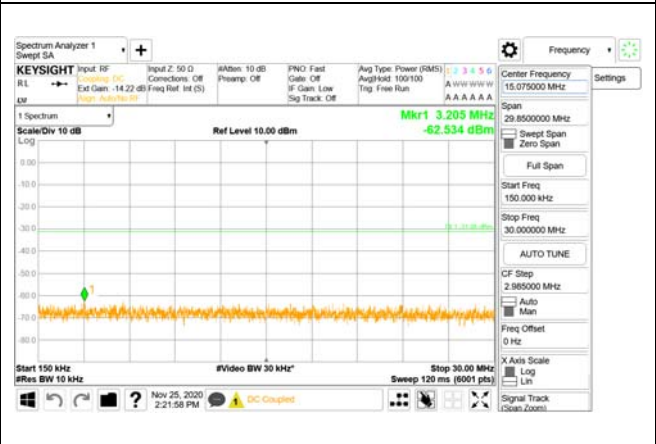 Spectrum Analyzer 1
Swept SA
+
Frequency
KEYSIGHT
RL
Input: RF
Coupling: DC
Ext Gain: -14.22 dB
Align: Auto/No RF
Input Z: 50 Ω
Corrections: Off
Freq Ref: Int (S)
#Atten: 10 dB
Preamp: Off
PNO: Fast
Gate: Off
IF Gain: Low
Sig Track: Off
Avg Type: Power (RMS)
Avg|Hold: 100/100
Trig: Free Run
1 2 3 4 5 6
A W W W W W
A A A A A A
1 Spectrum
Scale/Div 10 dB
Log
Ref Level 10.00 dBm
Mkr1 3.205 MHz
-62.534 dBm
0.00
-10.0
-20.0
-30.0
-40.0
-50.0
-60.0
-70.0
-80.0
1
Start 150 kHz
#Res BW 10 kHz
#Video BW 30 kHz*
Stop 30.00 MHz
Sweep 120 ms (6001 pts)
Center Frequency
15.075000 MHz
Settings
Span
29.8500000 MHz
Swept Span
Zero Span
Full Span
Start Freq
150.000 kHz
Stop Freq
30.000000 MHz
AUTO TUNE
CF Step
2.985000 MHz
Auto
Man
Freq Offset
0 Hz
X Axis Scale
Log
Lin
Signal Track
(Span Zoom)
?
Nov 25, 2020
2:21:58 PM
1
DC Coupled